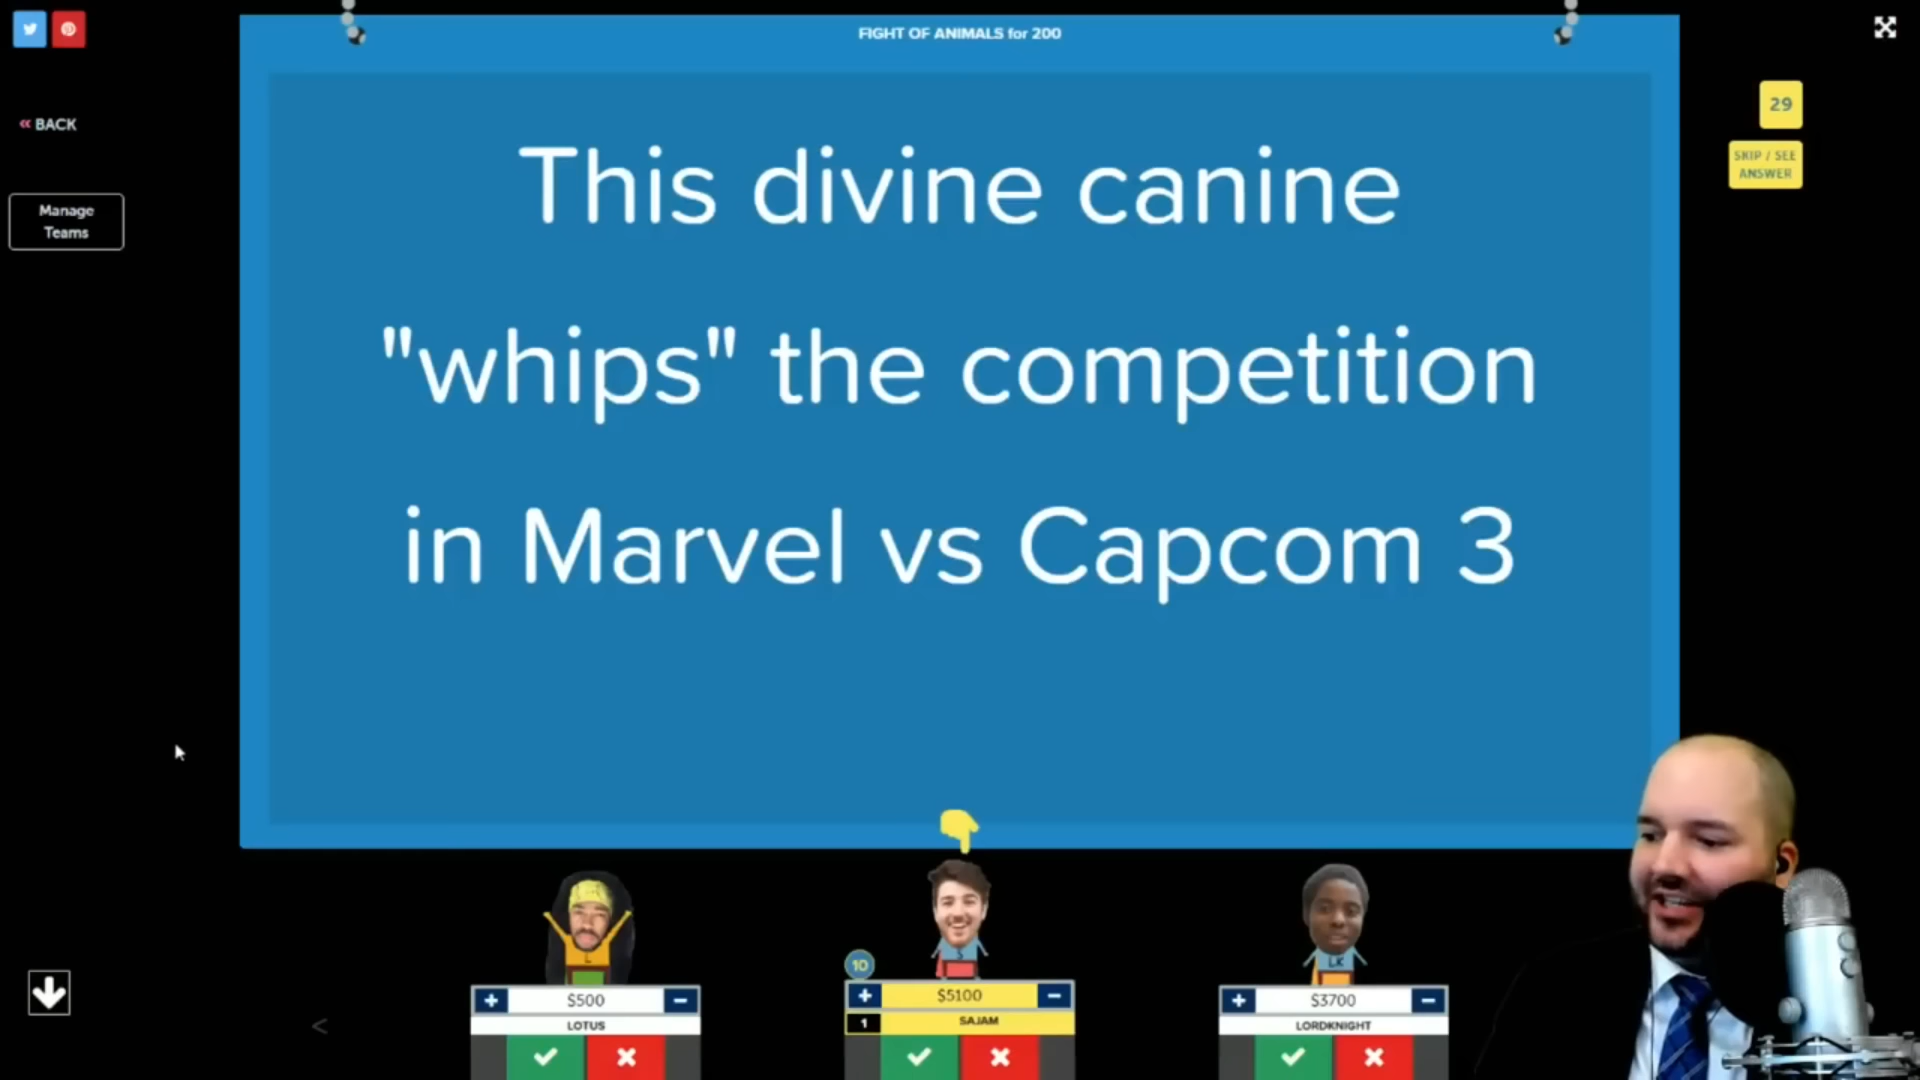 FIGHT OF ANIMALS for 200
« BACK
29
SKIP / SEE
ANSWER
Manage
Teams
This divine canine
"whips" the competition
in Marvel vs Capcom 3
L
S
LK
10
+ $500 −
LOTUS
+ $5100 −
1 SAJAM
+ $3700 −
LORDKNIGHT
<